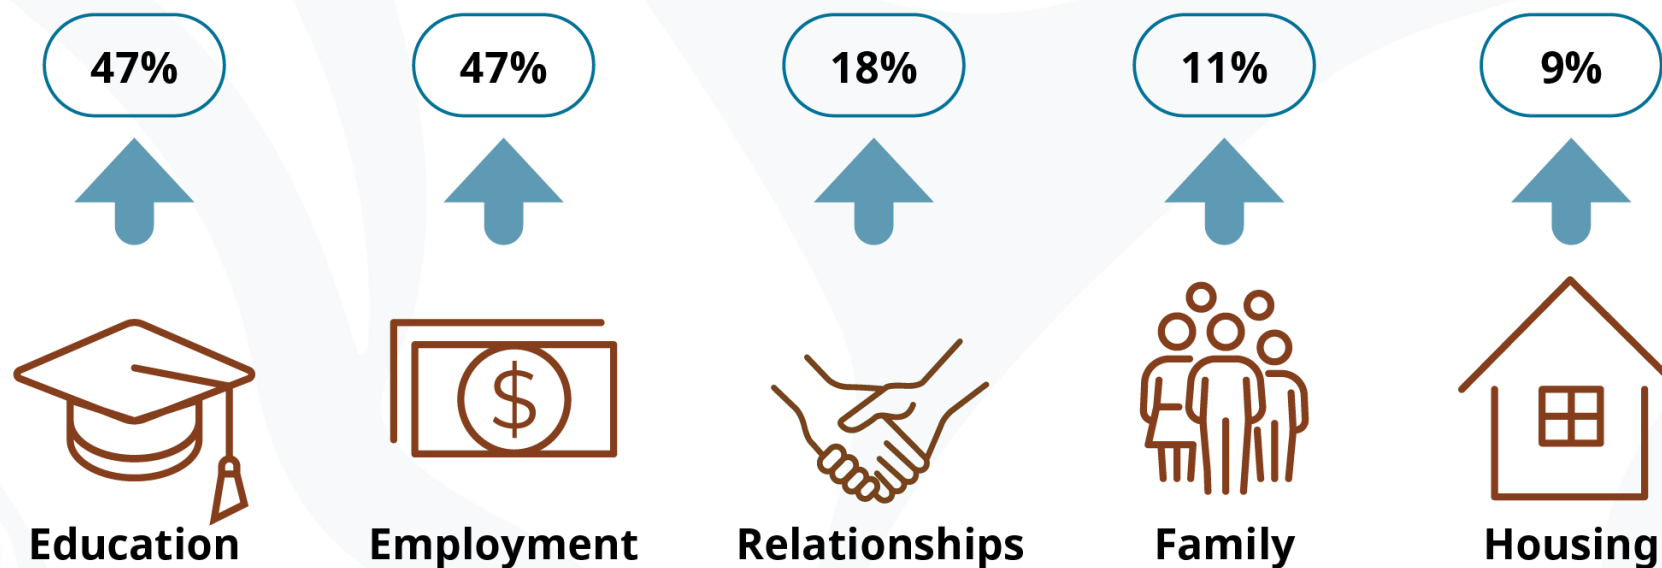 47% 47% 18% 11% 9%
$
Education Employment Relationships Family Housing